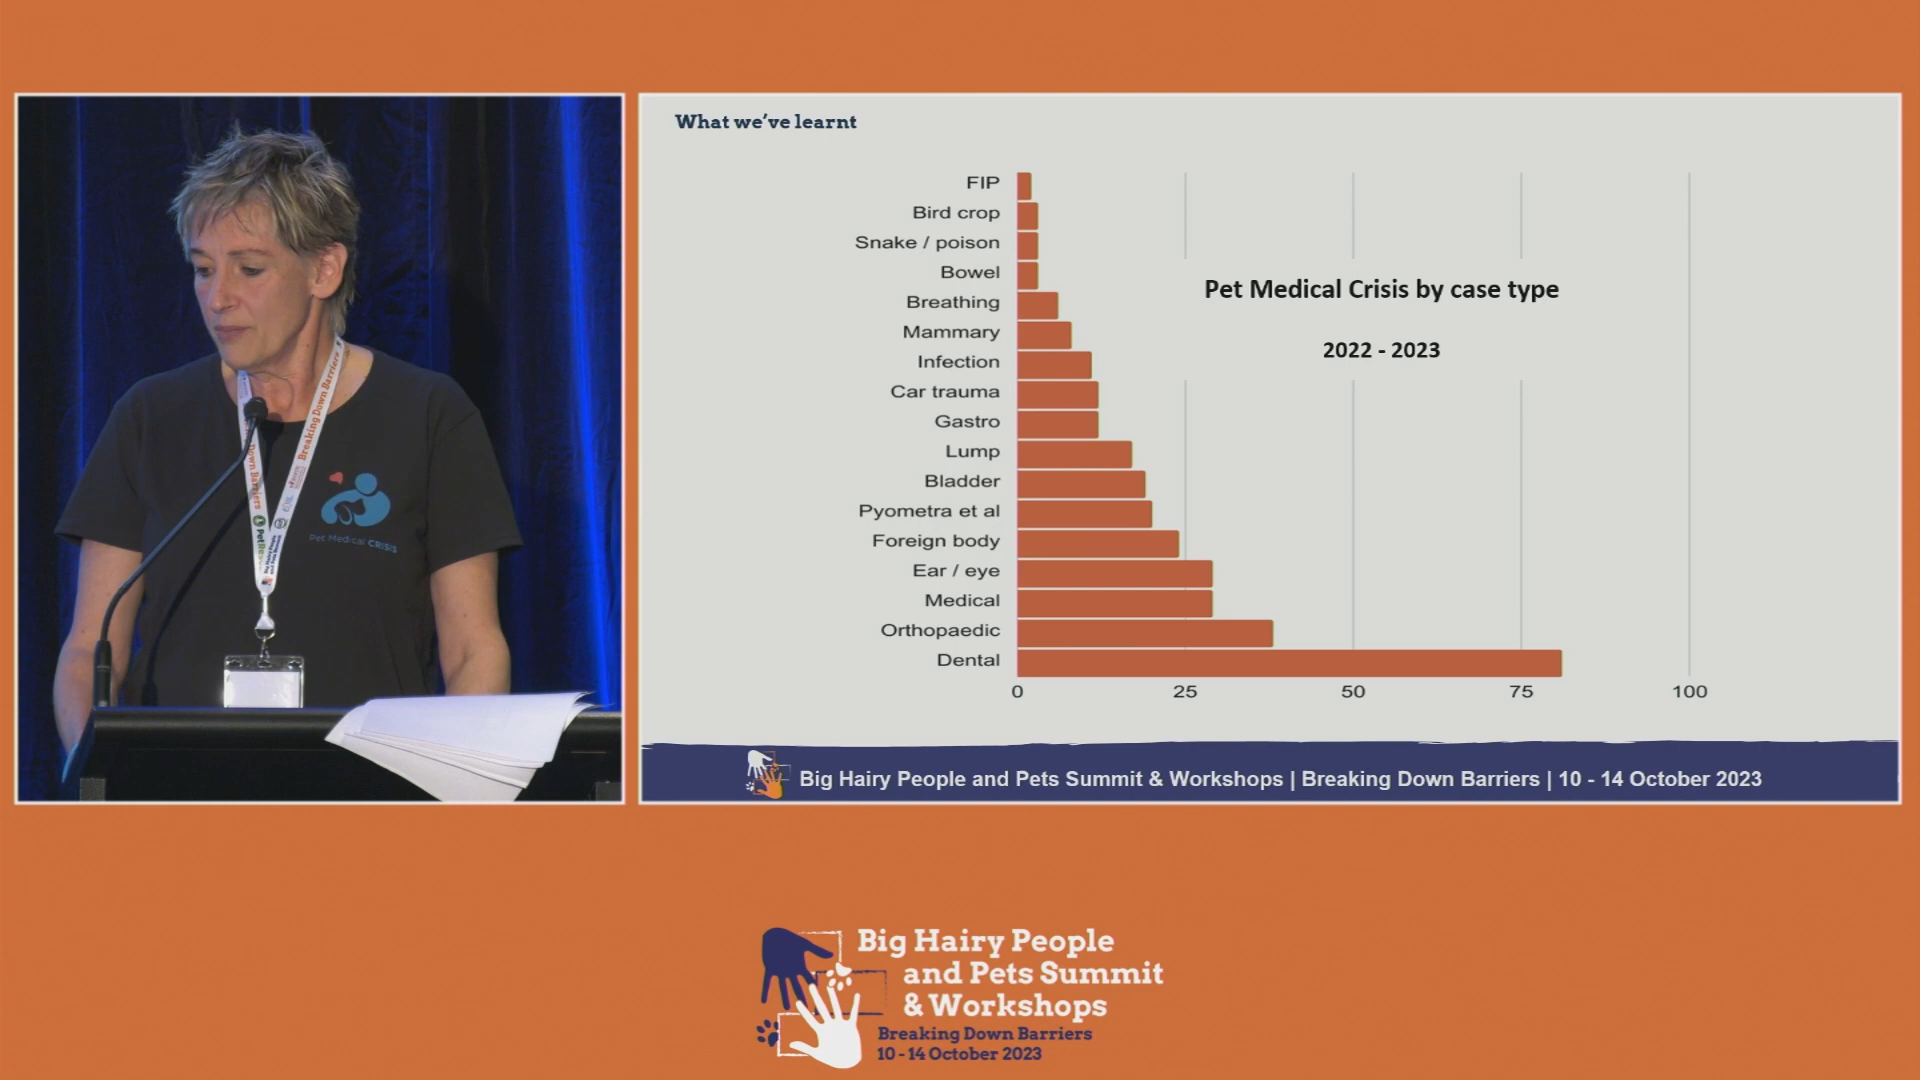 Breaking Down Barriers
Down Barriers
Pet Medical CRISIS
What we've learnt
FIP
Bird crop
Snake / poison
Bowel
Breathing
Mammary
Infection
Car trauma
Gastro
Lump
Bladder
Pyometra et al
Foreign body
Ear / eye
Medical
Orthopaedic
Dental
0 25 50 75 100
Pet Medical Crisis by case type
2022 - 2023
Big Hairy People and Pets Summit & Workshops | Breaking Down Barriers | 10 - 14 October 2023
Big Hairy People
and Pets Summit
& Workshops
Breaking Down Barriers
10 - 14 October 2023